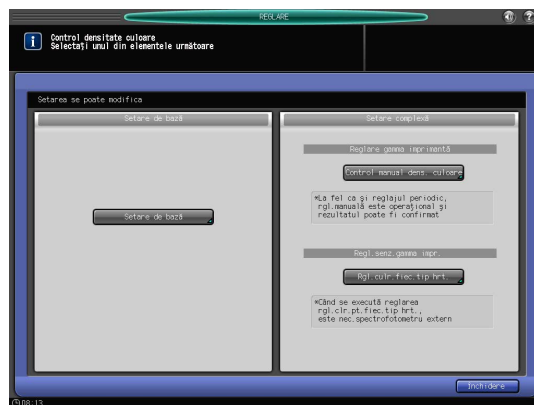 REGLARE
Control densitate culoare
Selectați unul din elementele următoare
Setarea se poate modifica
Setare de bază
Setare de bază
Setare complexă
Reglare gamma imprimantă
Control manual dens. culoare
*La fel ca și reglajul periodic,
rgl.manuală este operațional și
rezultatul poate fi confirmat
Regl.senz.gamma impr.
Rgl.culr.fiec.tip hrt.
*Când se execută reglarea
rgl.clr.pt.fiec.tip hrt.,
este nec.spectrofotometru extern
Închidere
08:13